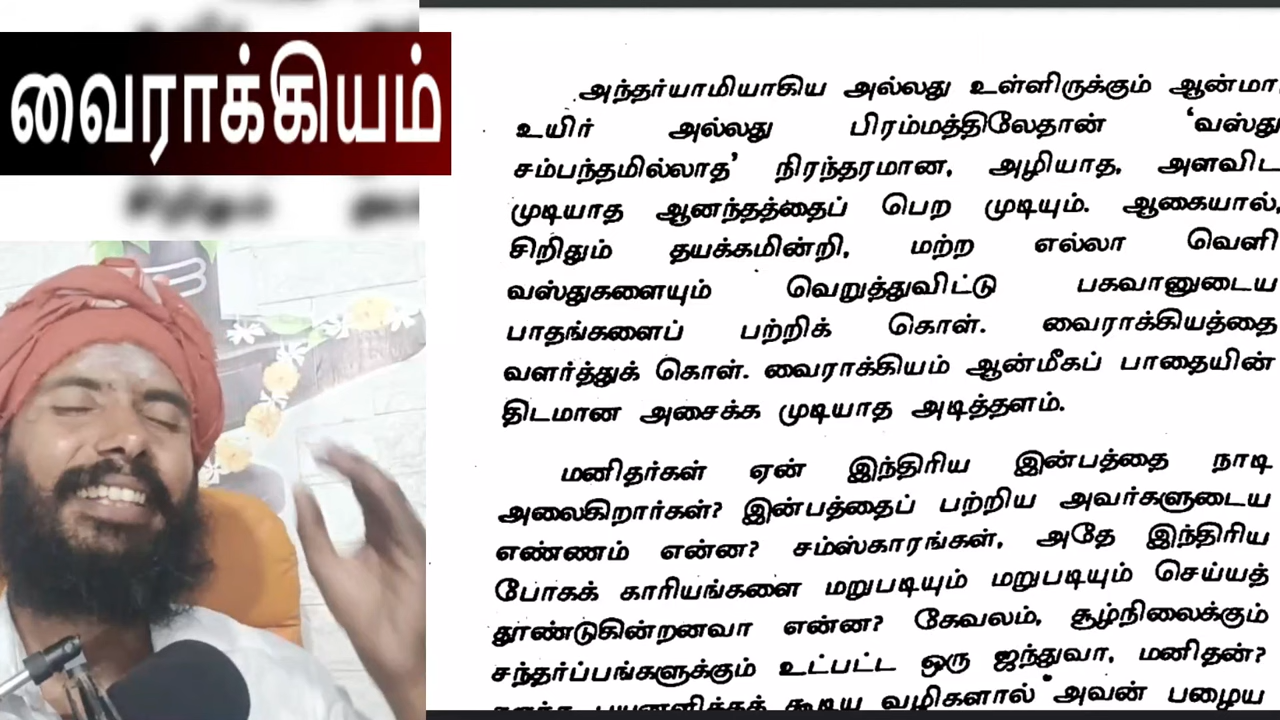 வைராக்கியம்
அந்தர்யாமியாகிய அல்லது உள்ளிருக்கும் ஆன்மா,
உயிர் அல்லது பிரம்மத்திலேதான் ‘வஸ்து
சம்பந்தமில்லாத’ நிரந்தரமான, அழியாத, அளவிட
முடியாத ஆனந்தத்தைப் பெற முடியும். ஆகையால்,
சிறிதும் தயக்கமின்றி, மற்ற எல்லா வெளி
வஸ்துகளையும் வெறுத்துவிட்டு பகவானுடைய
பாதங்களைப் பற்றிக் கொள். வைராக்கியத்தை
வளர்த்துக் கொள். வைராக்கியம் ஆன்மீகப் பாதையின்
திடமான அசைக்க முடியாத அடித்தளம்.
மனிதர்கள் ஏன் இந்திரிய இன்பத்தை நாடி
அலைகிறார்கள்? இன்பத்தைப் பற்றிய அவர்களுடைய
எண்ணம் என்ன? சம்ஸ்காரங்கள், அதே இந்திரிய
போகக் காரியங்களை மறுபடியும் மறுபடியும் செய்யத்
தூண்டுகின்றனவா என்ன? கேவலம், சூழ்நிலைக்கும்
சந்தர்ப்பங்களுக்கும் உட்பட்ட ஒரு ஜந்துவா, மனிதன்?
கூடிய வழிகளால் அவன் பழைய